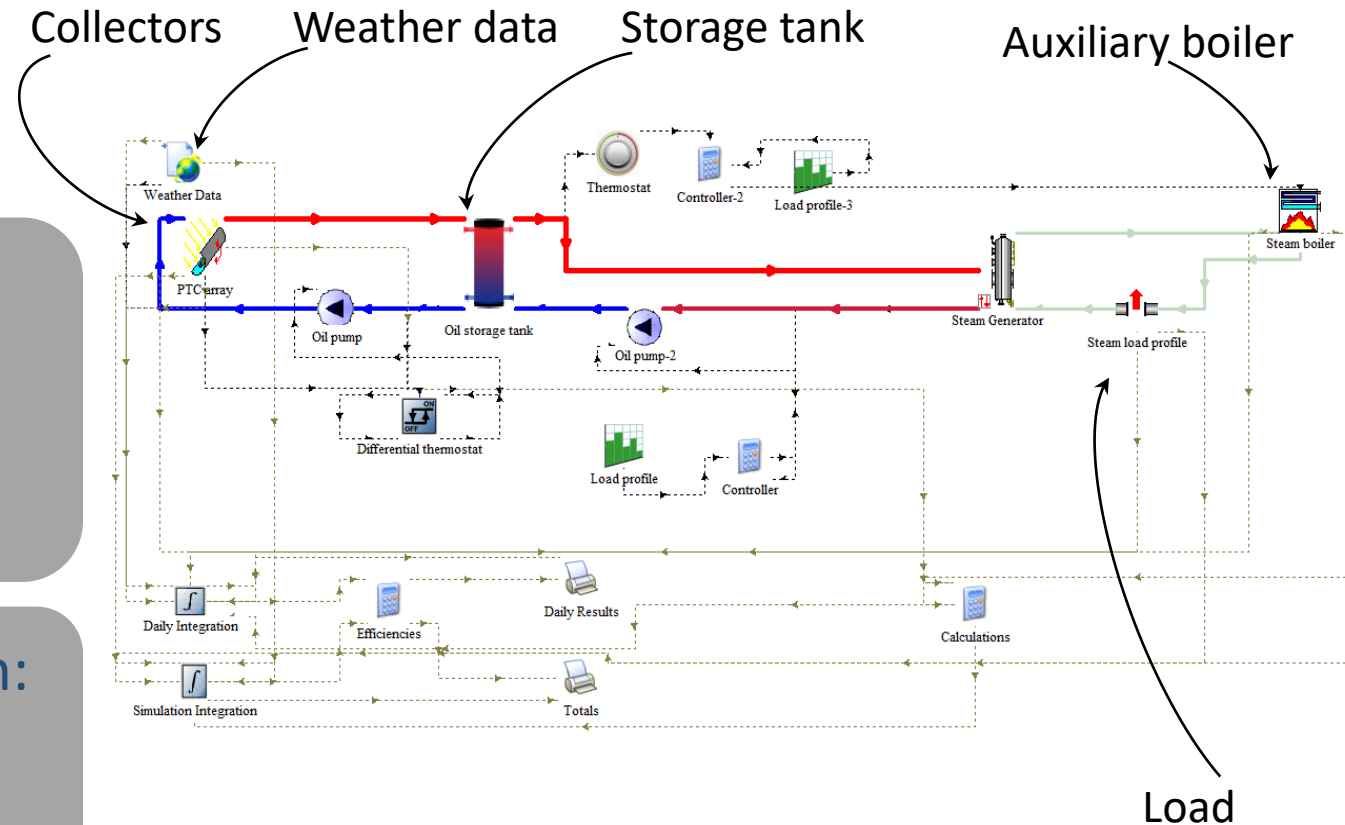 Collectors
Weather data
Storage tank
Auxiliary boiler
Weather Data
Thermostat
Controller-2
Load profile-3
Steam boiler
PTC array
Oil pump
Oil storage tank
Oil pump-2
Steam Generator
Steam load profile
ON
OFF
Differential thermostat
Load profile
Controller
Daily Integration
Efficiencies
Daily Results
Calculations
n:
Simulation Integration
Totals
Load